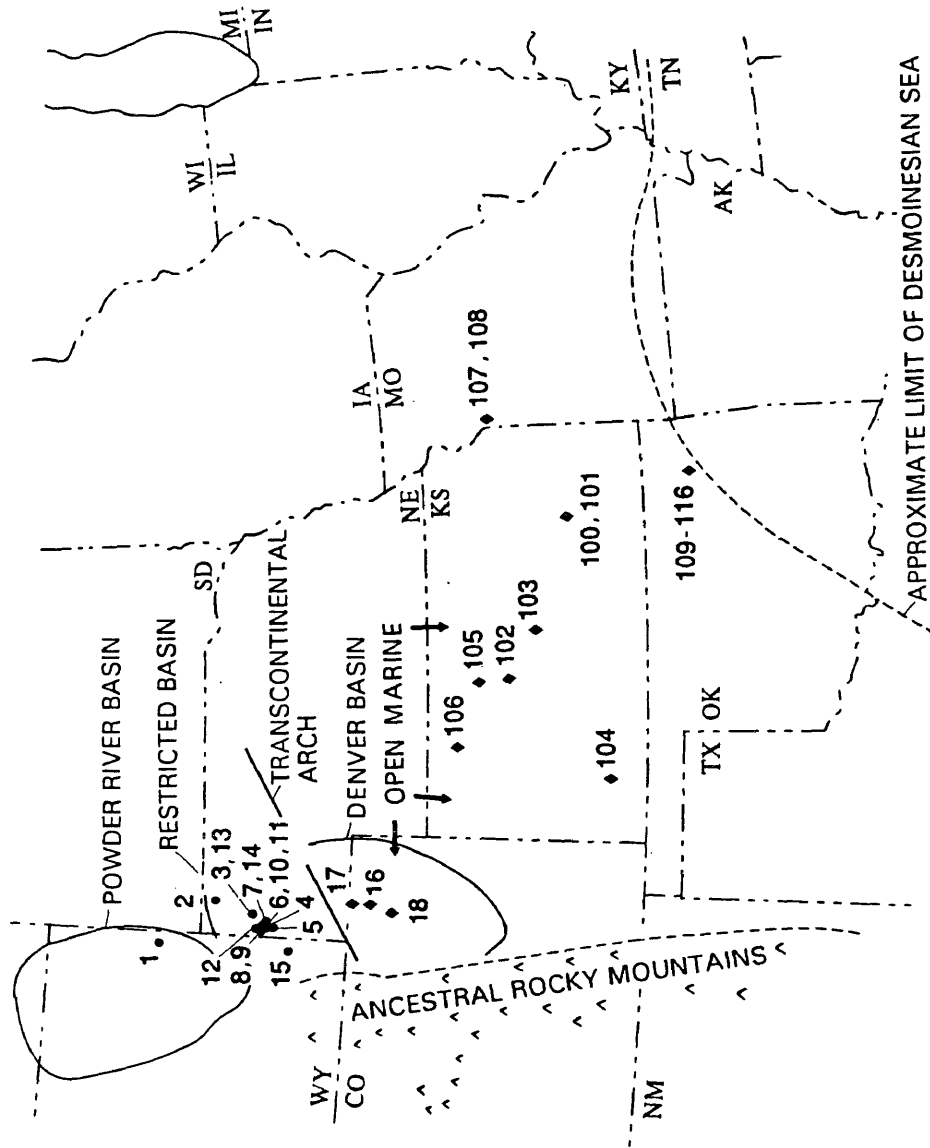 POWDER RIVER BASIN
RESTRICTED BASIN
SD
TRANSCONTINENTAL
ARCH
DENVER BASIN
OPEN MARINE
1
2
3, 13
7, 14
6, 10, 11
4
5
12
8, 9
15
17
16
18
WY
CO
ANCESTRAL ROCKY MOUNTAINS
NM
NE
KS
106
105
102
103
104
100, 101
107, 108
109-116
TX
OK
IA
MO
WI
IL
MI
IN
KY
TN
AK
APPROXIMATE LIMIT OF DESMOINESIAN SEA